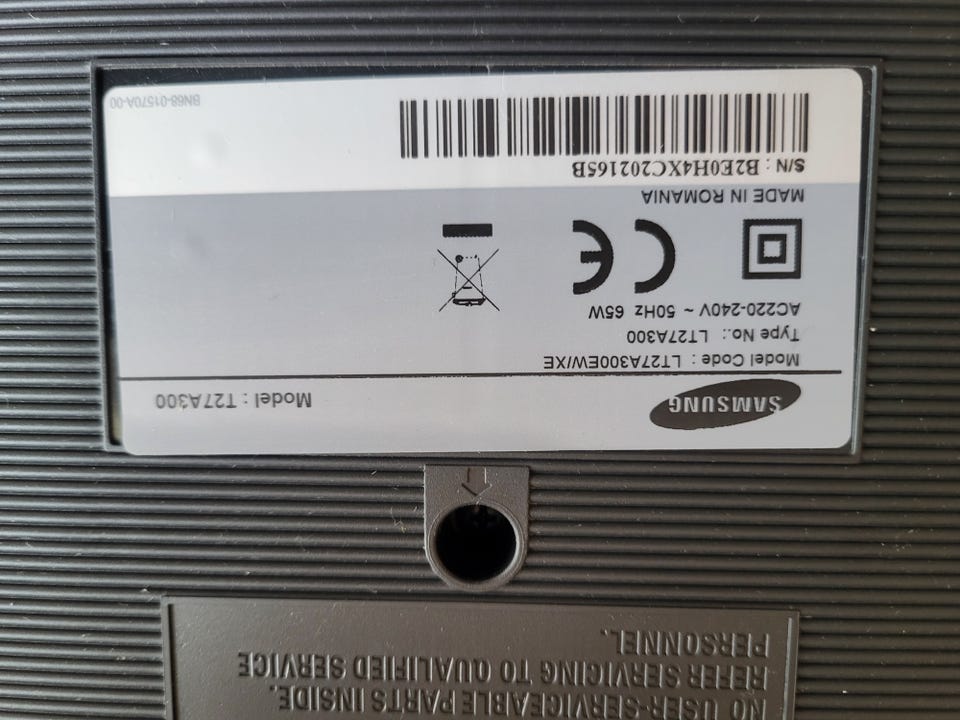 NO USER-SERVICEABLE PARTS INSIDE.
REFER SERVICING TO QUALIFIED SERVICE
PERSONNEL.
SAMSUNG
Model : T27A300
Model Code : LT27A300EW/XE
Type No.: LT27A300
AC220-240V ~ 50Hz 65W
CE
MADE IN ROMANIA
S/N : B2E0H4XC202165B
BN68-01570A-00